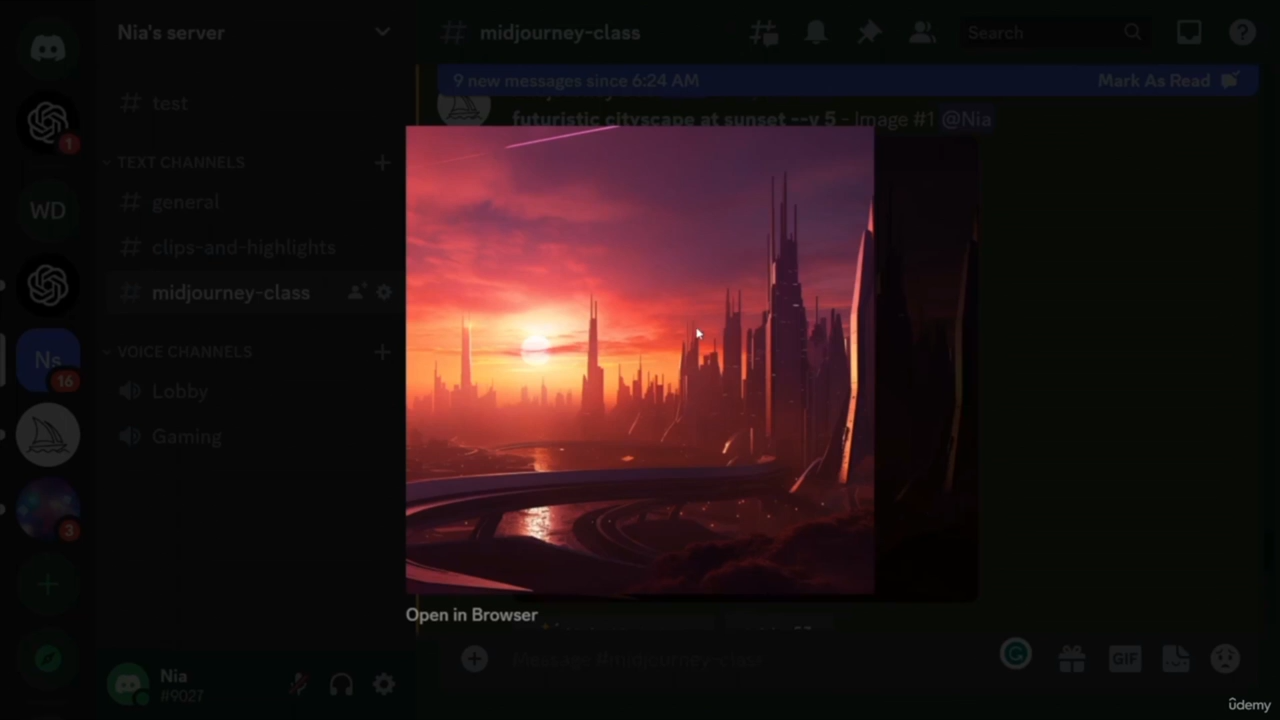 Nia's server
midjourney-class
Search
9 new messages since 6:24 AM
Mark As Read
futuristic cityscape at sunset --v 5 - Image #1 @Nia
test
TEXT CHANNELS
general
clips-and-highlights
midjourney-class
VOICE CHANNELS
Lobby
Gaming
1
WD
Ns
16
3
Open in Browser
Message #midjourney-class
GIF
Nia
#9027
ûdemy